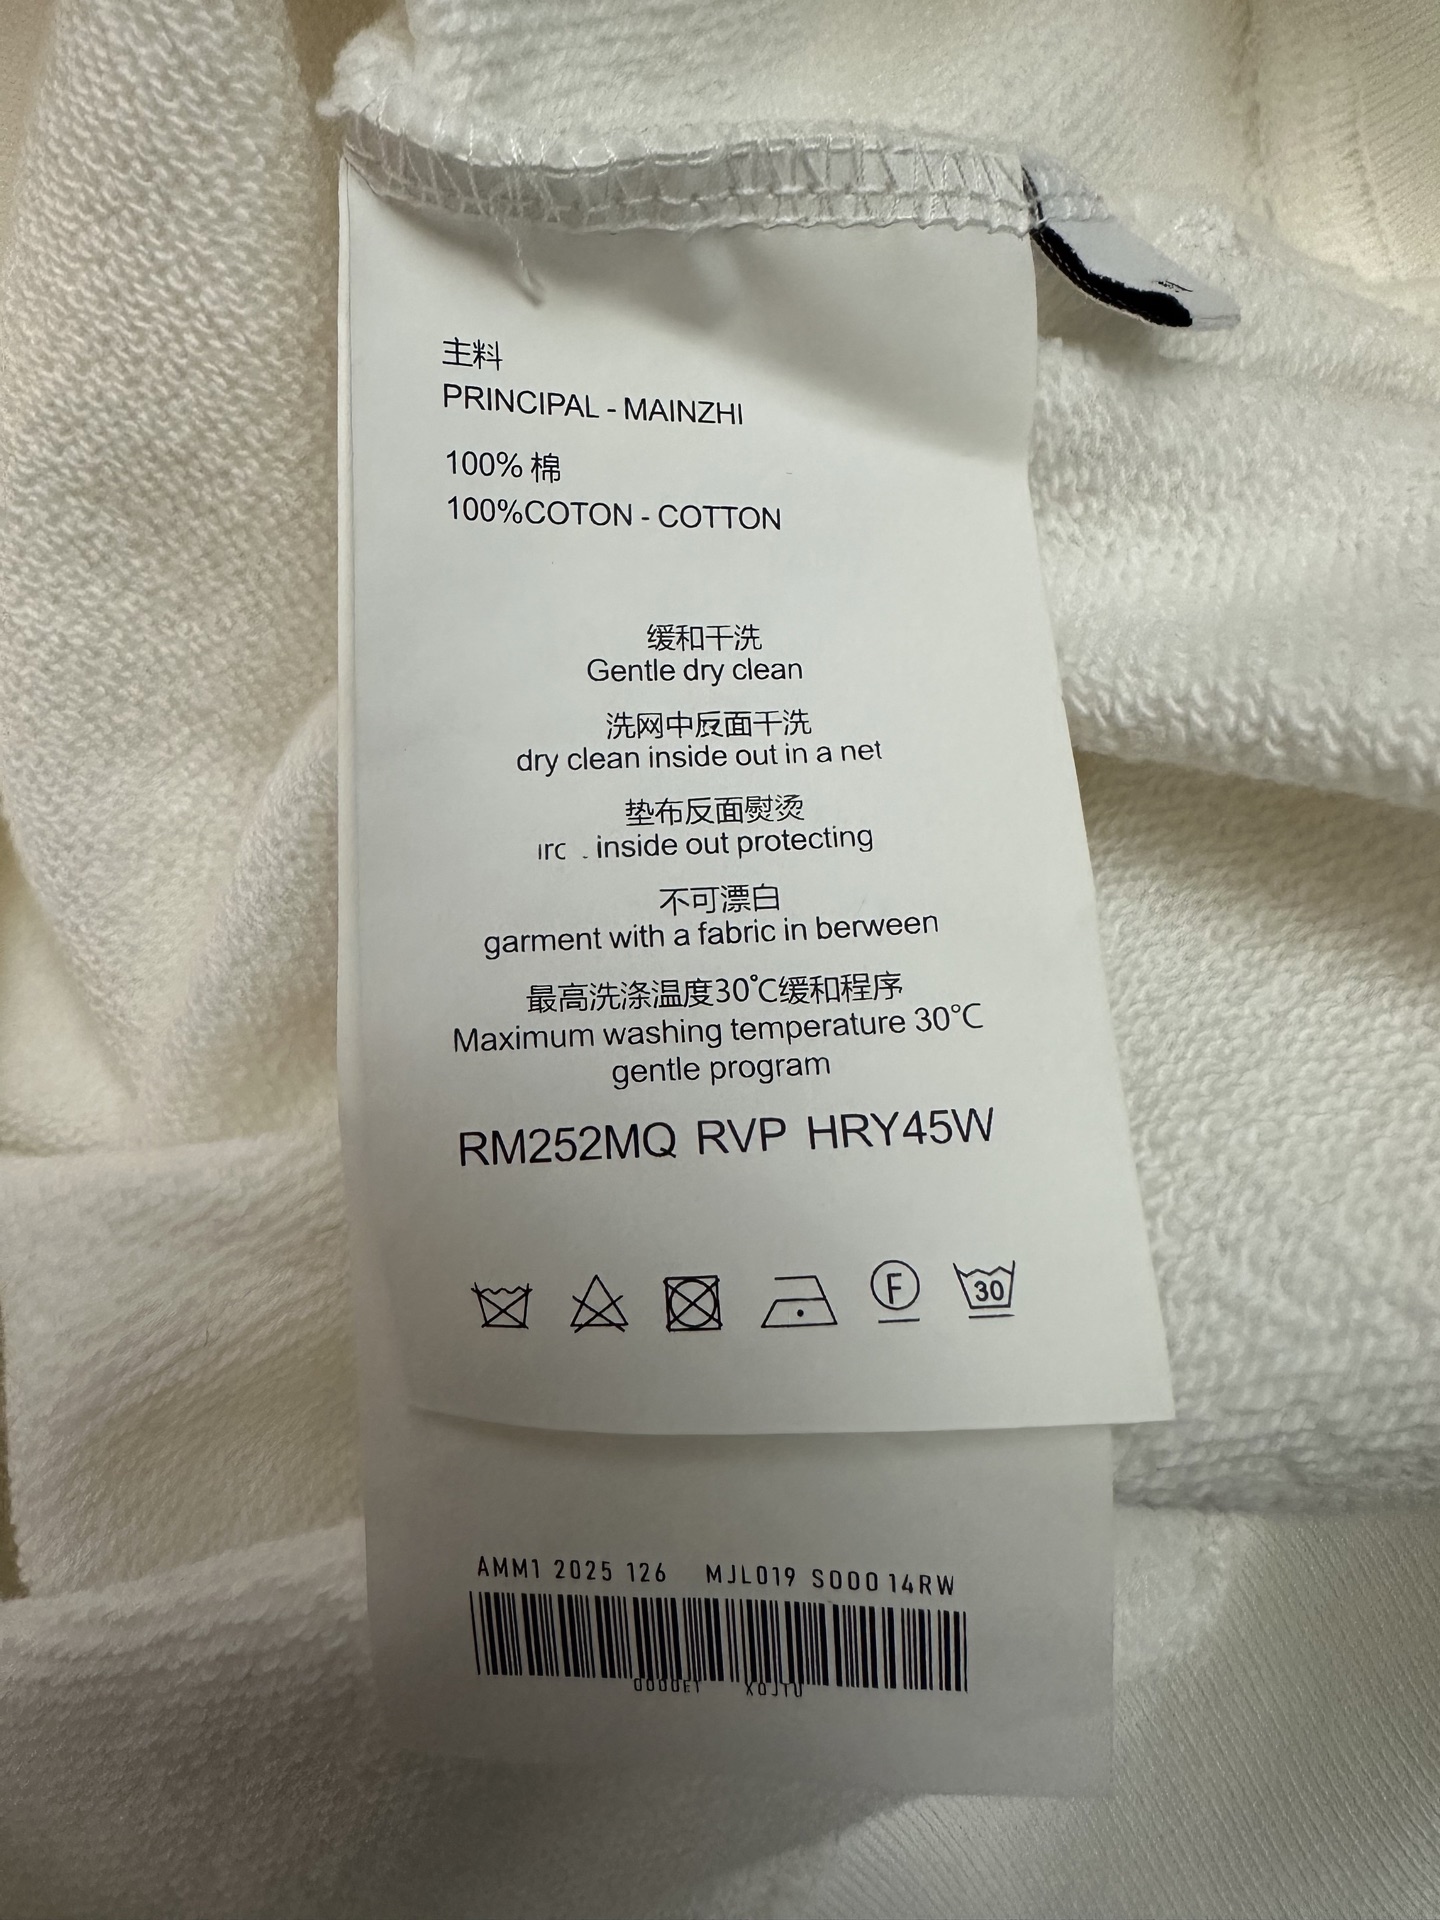 主料
PRINCIPAL - MAINZHI
100% 棉
100%COTON - COTTON
缓和干洗
Gentle dry clean
洗网中反面干洗
dry clean inside out in a net
垫布反面熨烫
inside out protecting
不可漂白
garment with a fabric in berween
最高洗涤温度30℃缓和程序
Maximum washing temperature 30℃
gentle program
RM252MQ RVP HRY45W
F 30
AMM1 2025 126 MJL019 S000 14RW